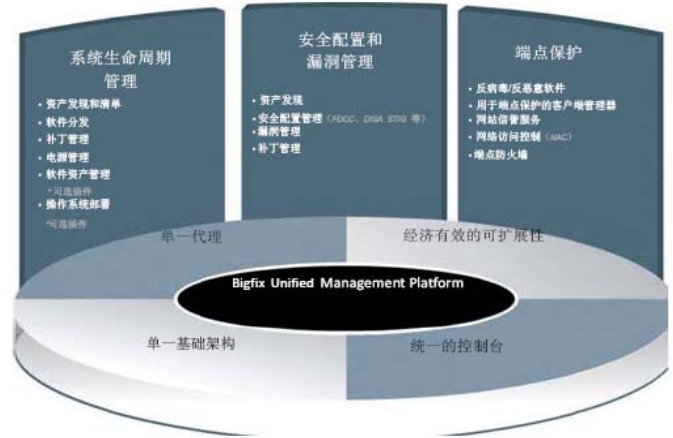 系统生命周期
管理
• 资产发现和清单
• 软件分发
• 补丁管理
• 电源管理
• 软件资产管理
*可选插件
• 操作系统部署
*可选插件
安全配置和
漏洞管理
• 资产发现
• 安全配置管理（FDCC、DISA STIG 等）
• 漏洞管理
• 补丁管理
端点保护
• 反病毒/反恶意软件
• 用于端点保护的客户端管理器
• 网站信誉服务
• 网络访问控制（NAC）
• 端点防火墙
单一代理
经济有效的可扩展性
Bigfix Unified Management Platform
单一基础架构
统一的控制台